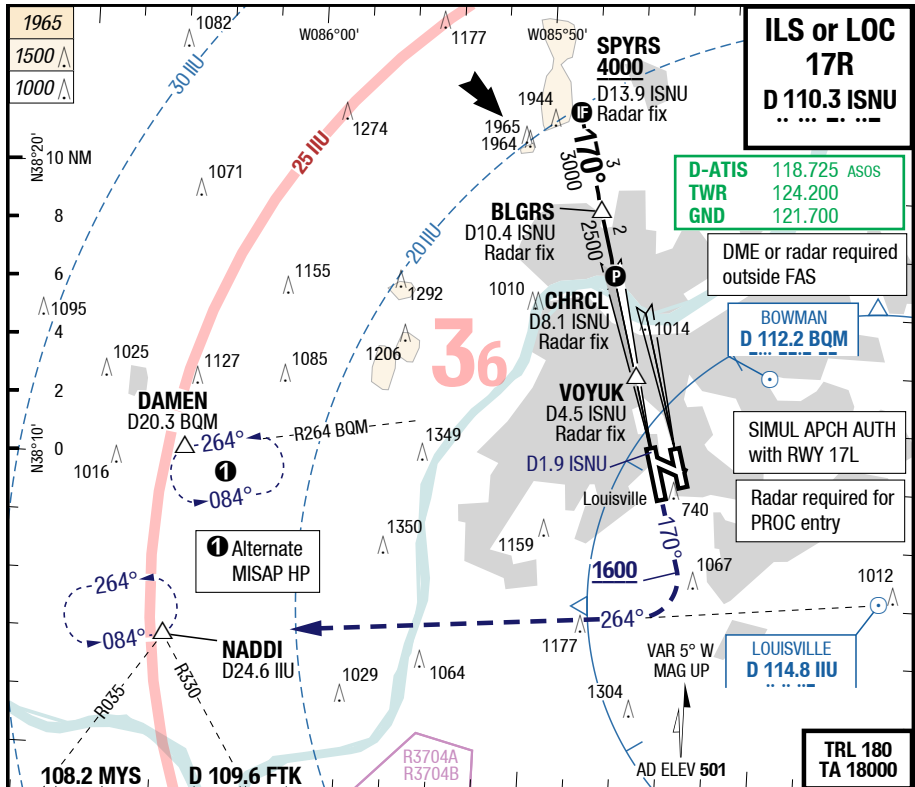 1965
1500
1000
1082
W086°00'
1177
W085°50'
SPYRS
4000
D13.9 ISNU
Radar fix
ILS or LOC
17R
D 110.3 ISNU
30 IIU
1944
IF
1965
1964
170°
3
3000
1274
25 IIU
N38°20'
10 NM
1071
D-ATIS 118.725 ASOS
TWR 124.200
GND 121.700
BLGRS
D10.4 ISNU
Radar fix
2
2500
8
20 IIU
DME or radar required
outside FAS
6
P
1155
1292
1010
CHRCL
D8.1 ISNU
Radar fix
1095
BOWMAN
D 112.2 BQM
4
1014
1206
36
1025
1127
1085
2
DAMEN
D20.3 BQM
VOYUK
D4.5 ISNU
Radar fix
SIMUL APCH AUTH
with RWY 17L
R264 BQM
264°
1349
N38°10'
0
1016
1
084°
D1.9 ISNU
Louisville
740
Radar required for
PROC entry
170°
1 Alternate
MISAP HP
1350
1159
1067
1600
1012
264°
264°
084°
1177
NADDI
D24.6 IIU
VAR 5° W
MAG UP
LOUISVILLE
D 114.8 IIU
R035
R330
1029
1064
1304
R3704A
R3704B
AD ELEV 501
TRL 180
TA 18000
108.2 MYS
D 109.6 FTK